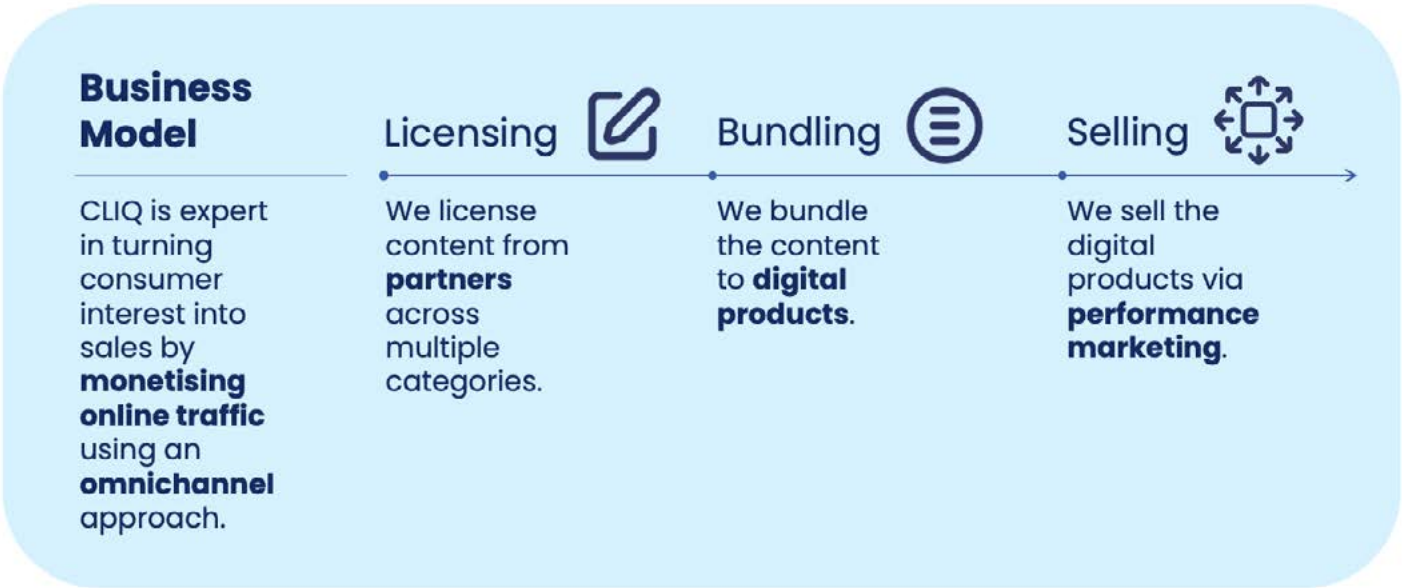 Business
Model
CLIQ is expert
in turning
consumer
interest into
sales by
monetising
online traffic
using an
omnichannel
approach.
Licensing
We license
content from
partners
across
multiple
categories.
Bundling
We bundle
the content
to digital
products.
Selling
We sell the
digital
products via
performance
marketing.